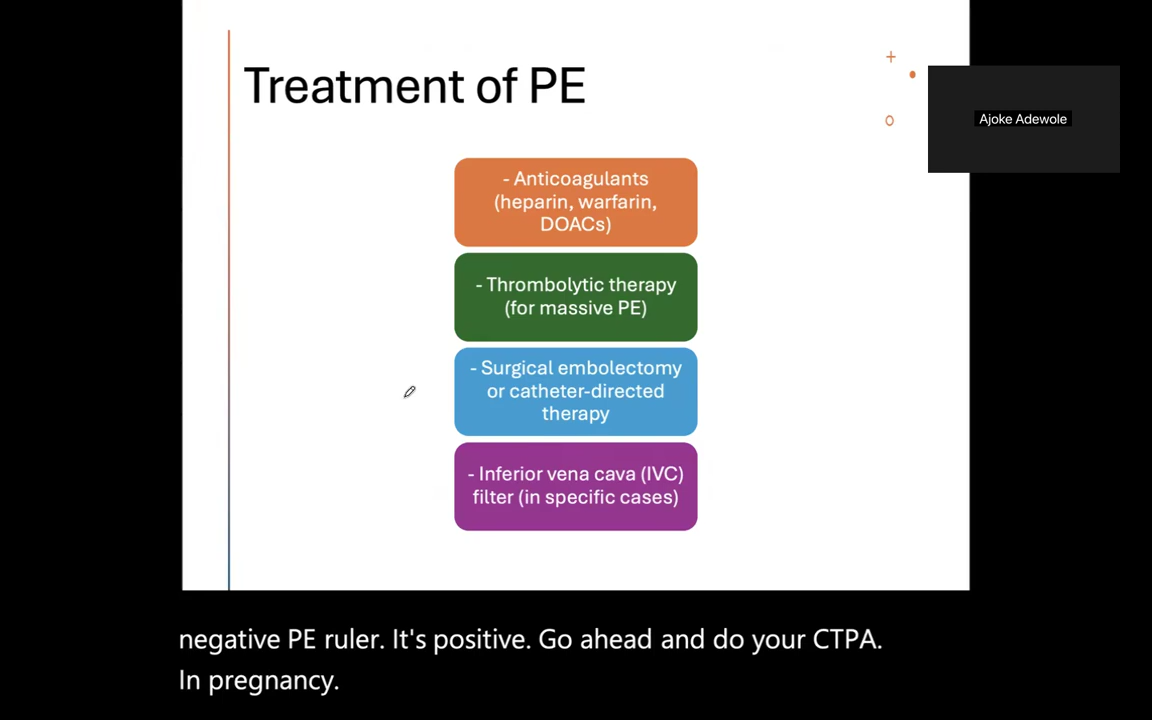 Treatment of PE
Ajoke Adewole
- Anticoagulants
(heparin, warfarin,
DOACs)
- Thrombolytic therapy
(for massive PE)
- Surgical embolectomy
or catheter-directed
therapy
- Inferior vena cava (IVC)
filter (in specific cases)
negative PE ruler. It's positive. Go ahead and do your CTPA.
In pregnancy.